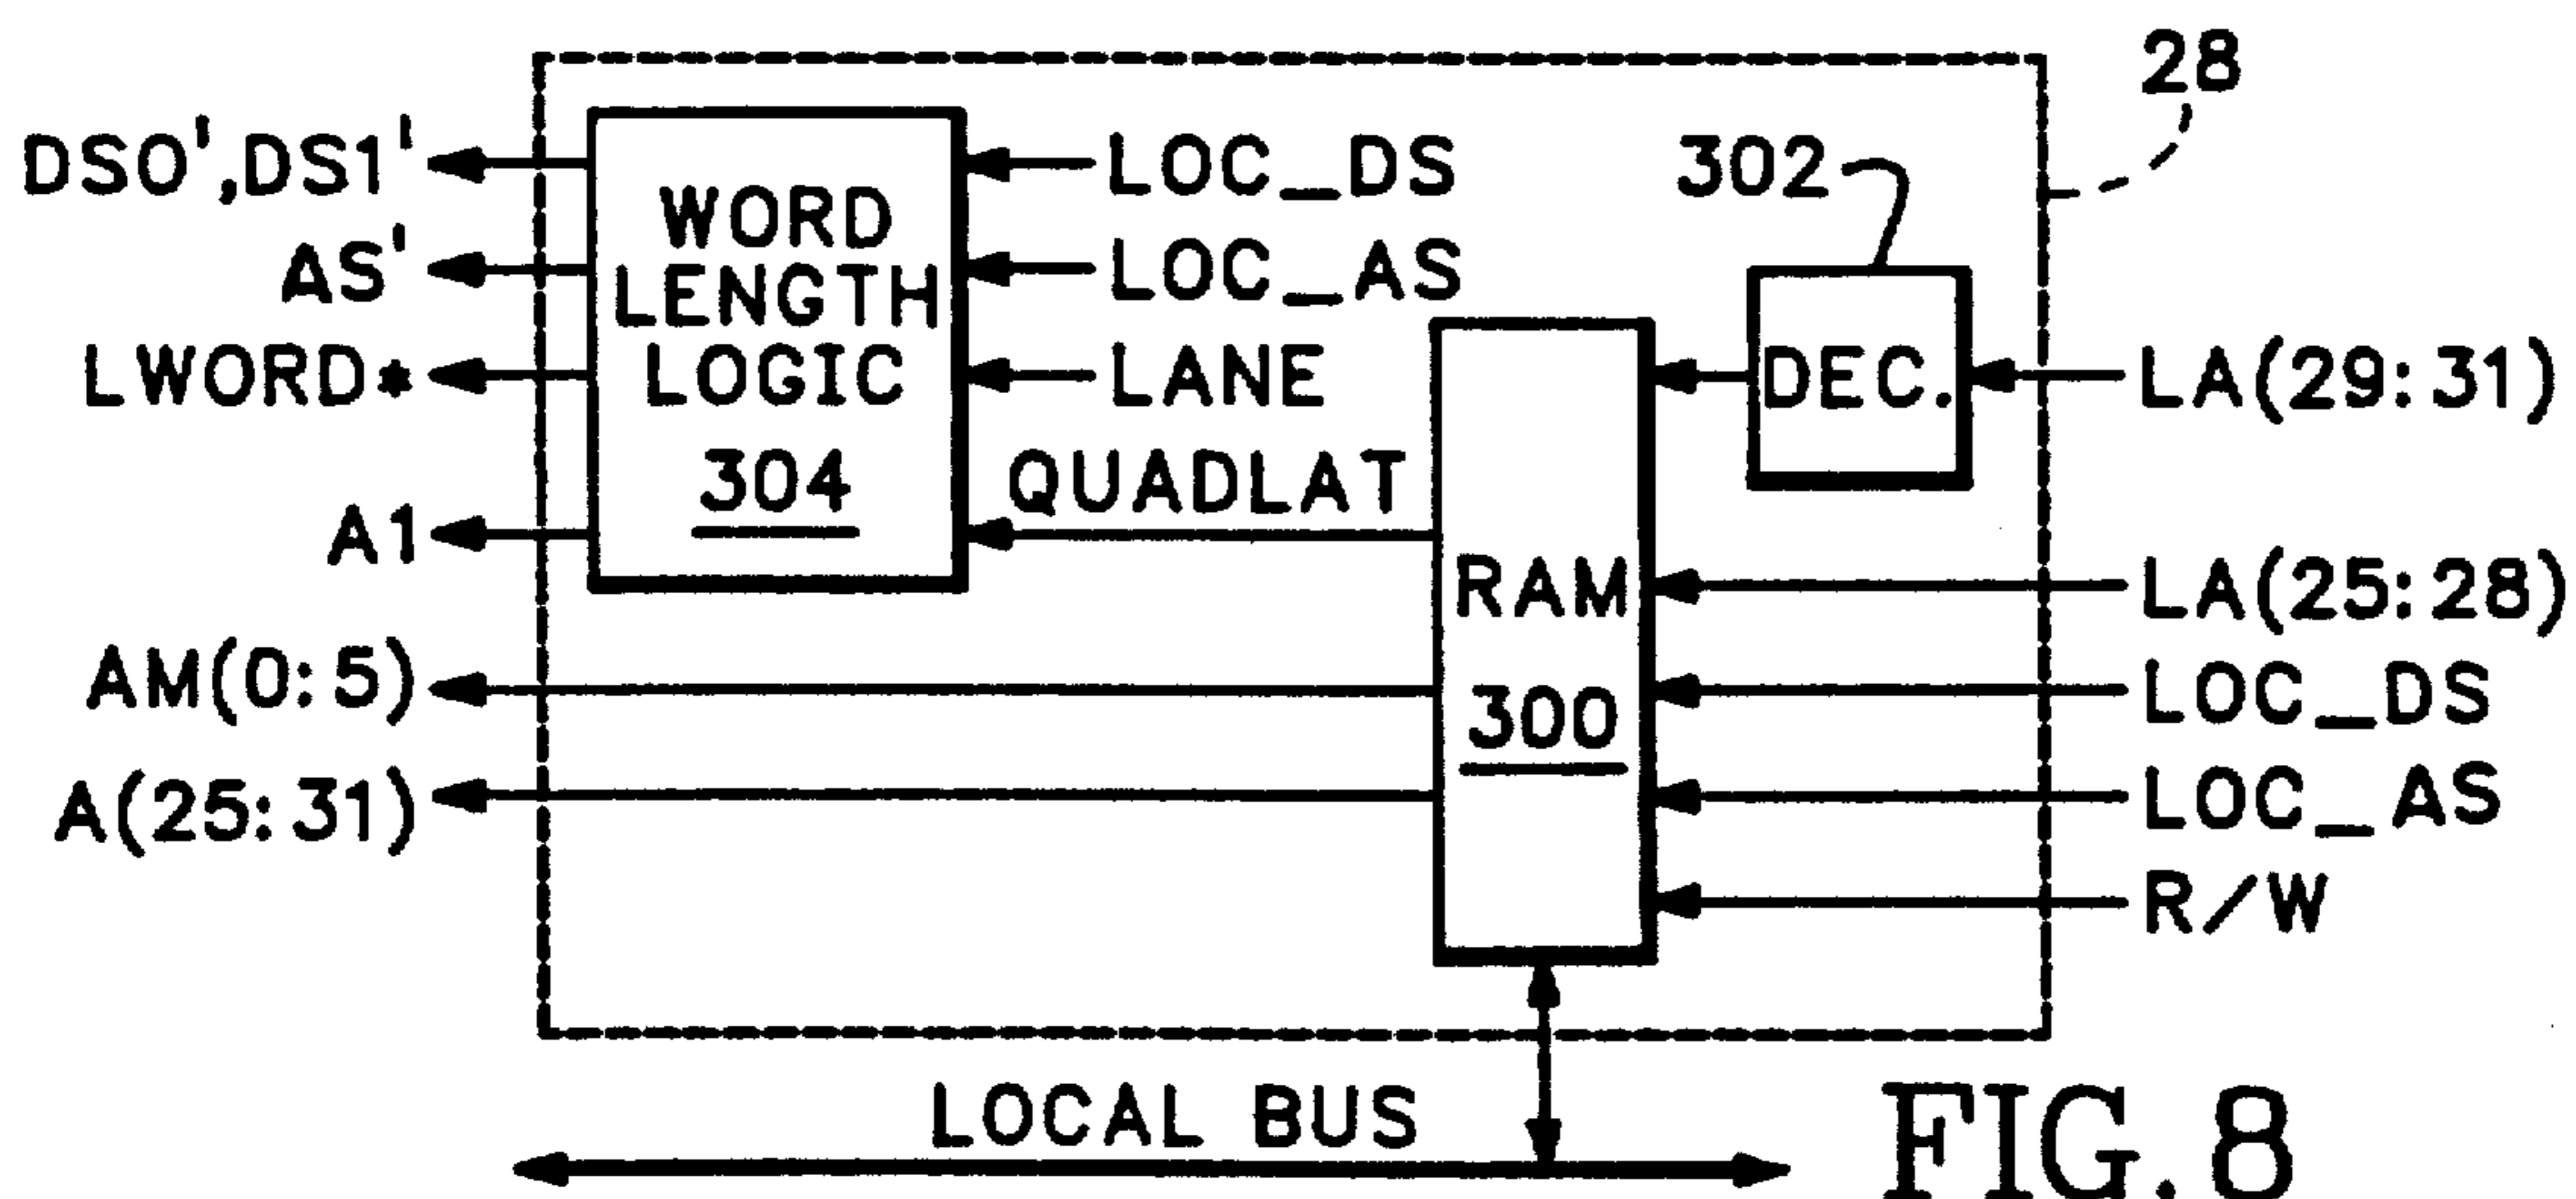 28
DS0',DS1'
LOC_DS
302
WORD
AS'
LOC_AS
LENGTH
LWORD*
LOGIC
LANE
DEC.
LA(29:31)
304
QUADLAT
A1
RAM
LA(25:28)
AM(0:5)
300
LOC_DS
A(25:31)
LOC_AS
R/W
LOCAL BUS
FIG. 8